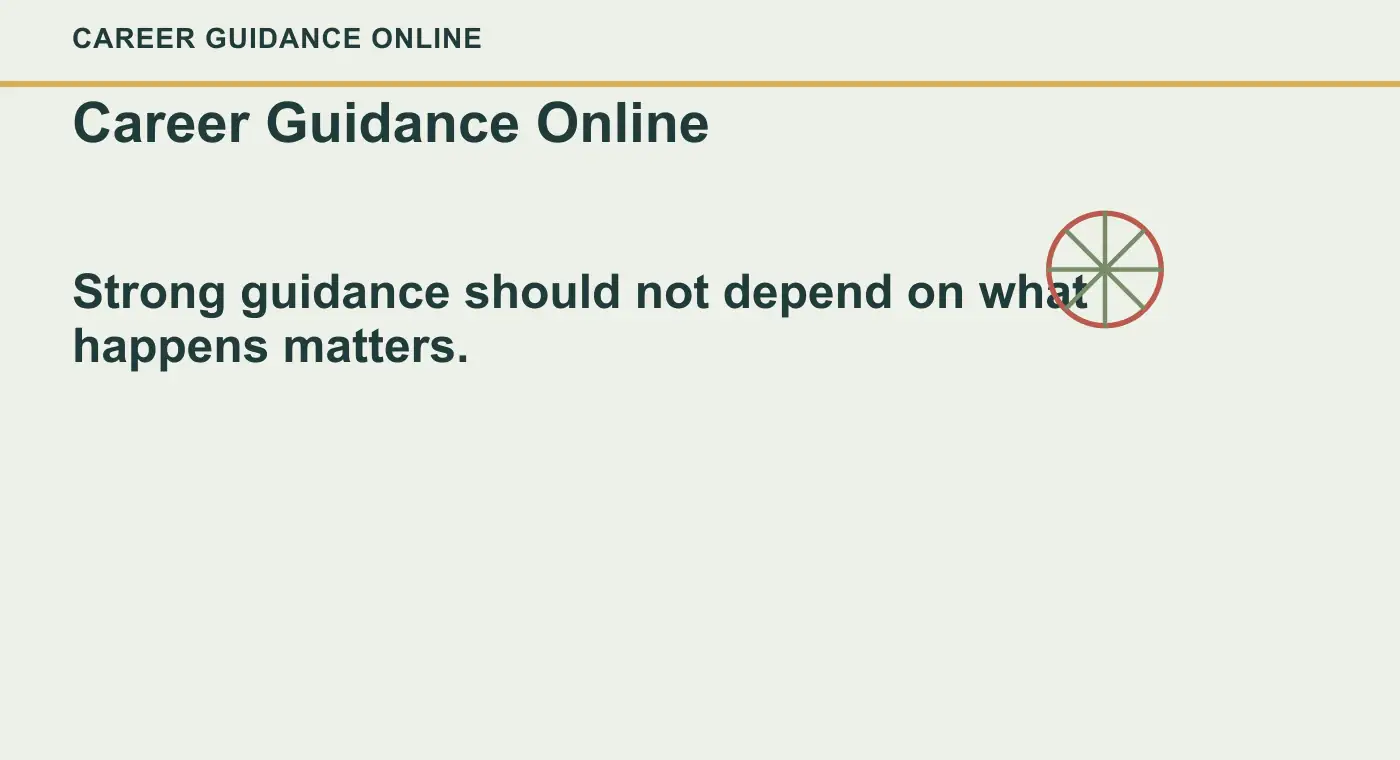 CAREER GUIDANCE ONLINE
Career Guidance Online
Strong guidance should not depend on what
happens matters.